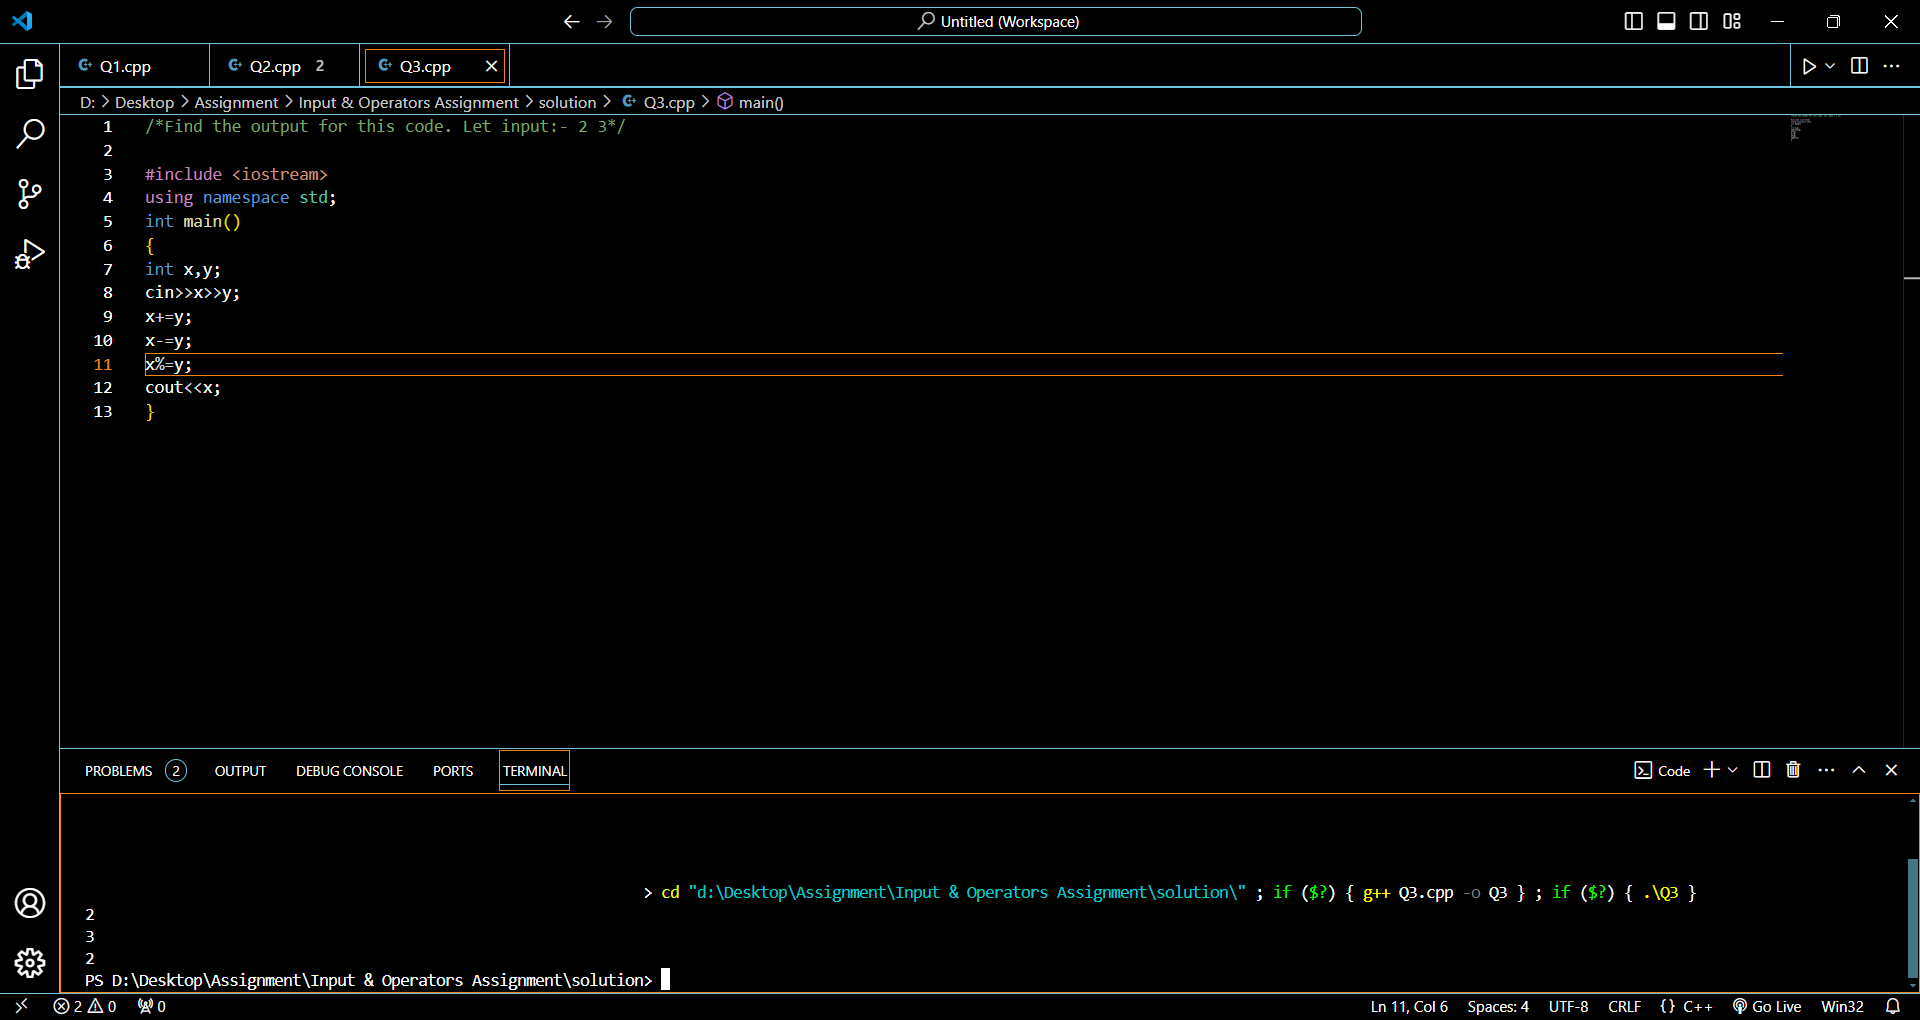 Untitled (Workspace)
Q1.cpp
Q2.cpp 2
Q3.cpp
D: > Desktop > Assignment > Input & Operators Assignment > solution > Q3.cpp > main()
1 /*Find the output for this code. Let input:- 2 3*/
2
3 #include <iostream>
4 using namespace std;
5 int main()
6 {
7 int x,y;
8 cin>>x>>y;
9 x+=y;
10 x-=y;
11 x%=y;
12 cout<<x;
13 }
PROBLEMS 2 OUTPUT DEBUG CONSOLE PORTS TERMINAL Code
> cd "d:\Desktop\Assignment\Input & Operators Assignment\solution\" ; if ($?) { g++ Q3.cpp -o Q3 } ; if ($?) { .\Q3 }
2
3
2
PS D:\Desktop\Assignment\Input & Operators Assignment\solution>
2 0 0 Ln 11, Col 6 Spaces: 4 UTF-8 CRLF {} C++ Go Live Win32